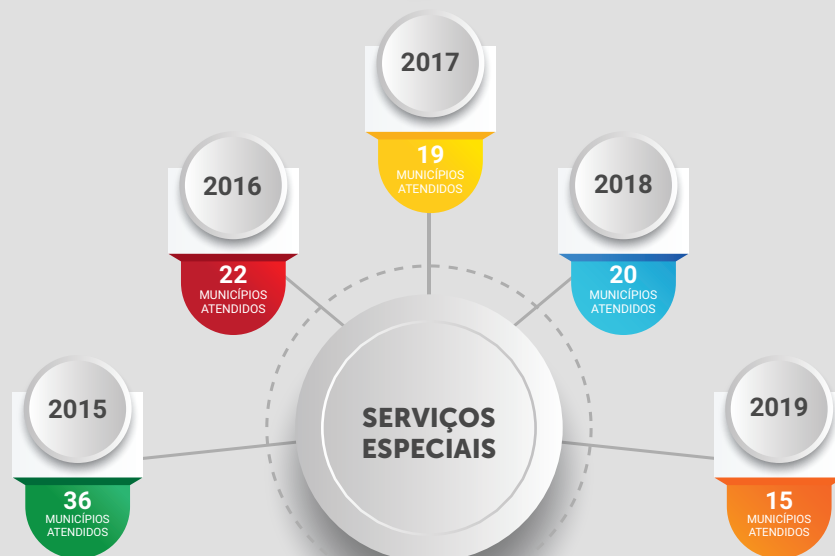 2017
19
MUNICÍPIOS
ATENDIDOS
2016
22
MUNICÍPIOS
ATENDIDOS
2018
20
MUNICÍPIOS
ATENDIDOS
2015
36
MUNICÍPIOS
ATENDIDOS
SERVIÇOS
ESPECIAIS
2019
15
MUNICÍPIOS
ATENDIDOS